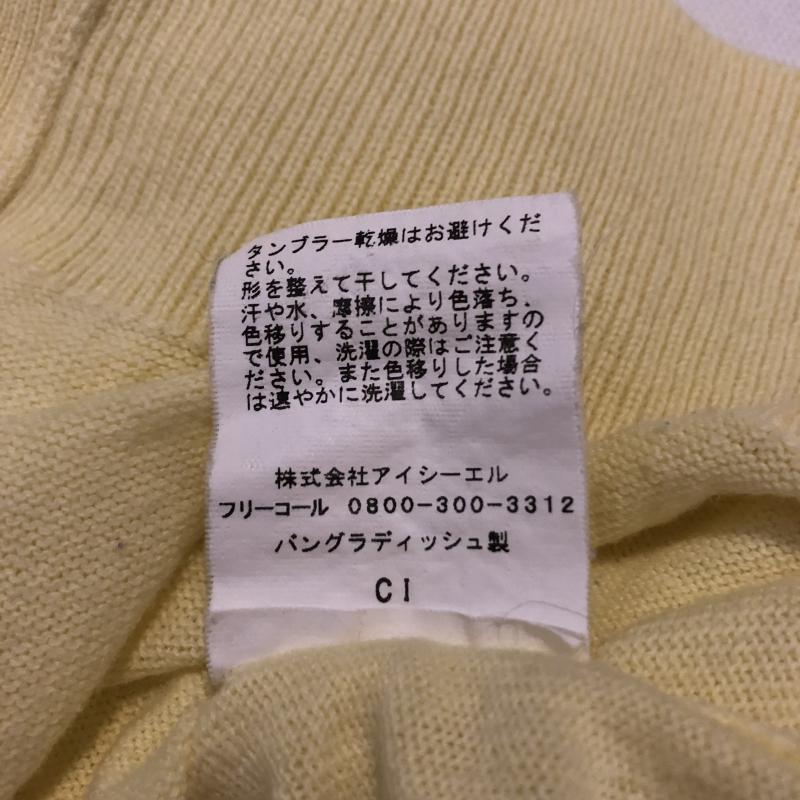 タンブラー乾燥はお避けくだ
さい。
形を整えて干してください。
汗や水、摩擦により色落ち、
色移りすることがありますの
で使用、洗濯の際はご注意く
ださい。また色移りした場合
は速やかに洗濯してください。
株式会社アイシーエル
フリーコール 0800-300-3312
バングラディッシュ製
CI